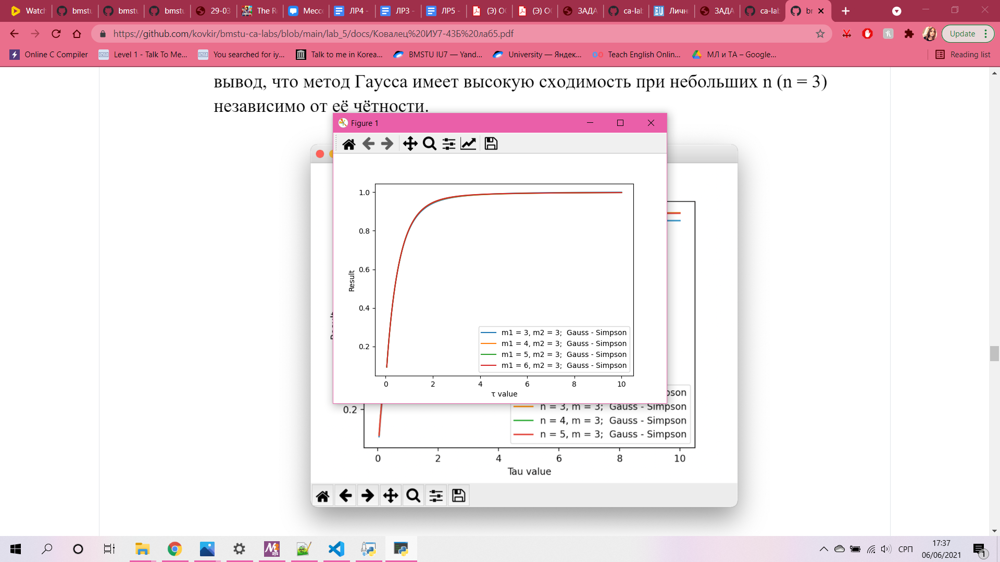 Watch
bmstu
bmstu
bmstu
29-03
The R
Месс
ЛР4 -
ЛР3 -
ЛР5 -
(Э) О
(Э) О
ЗАДА
ca-lab
Личн
ЗАДА
ca-lab
https://github.com/kovkir/bmstu-ca-labs/blob/main/lab_5/docs/Ковалец%20ИУ7-43Б%20лаб5.pdf
Update
Online C Compiler
Level 1 - Talk To Me...
You searched for iy...
Talk to me in Korea...
BMSTU IU7 — Yand...
University — Яндек...
Teach English Onlin...
МЛ и ТА – Google...
Reading list
вывод, что метод Гаусса имеет высокую сходимость при небольших n (n = 3)
независимо от её чётности.
Figure 1
1.0
0.8
0.6
0.4
0.2
Result
m1 = 3, m2 = 3; Gauss - Simpson
m1 = 4, m2 = 3; Gauss - Simpson
m1 = 5, m2 = 3; Gauss - Simpson
m1 = 6, m2 = 3; Gauss - Simpson
0 2 4 6 8 10
τ value
n = 3, m = 3; Gauss - Simpson
0.2
n = 4, m = 3; Gauss - Simpson
n = 5, m = 3; Gauss - Simpson
0 2 4 6 8 10
Tau value
СРП
17:37
06/06/2021
1